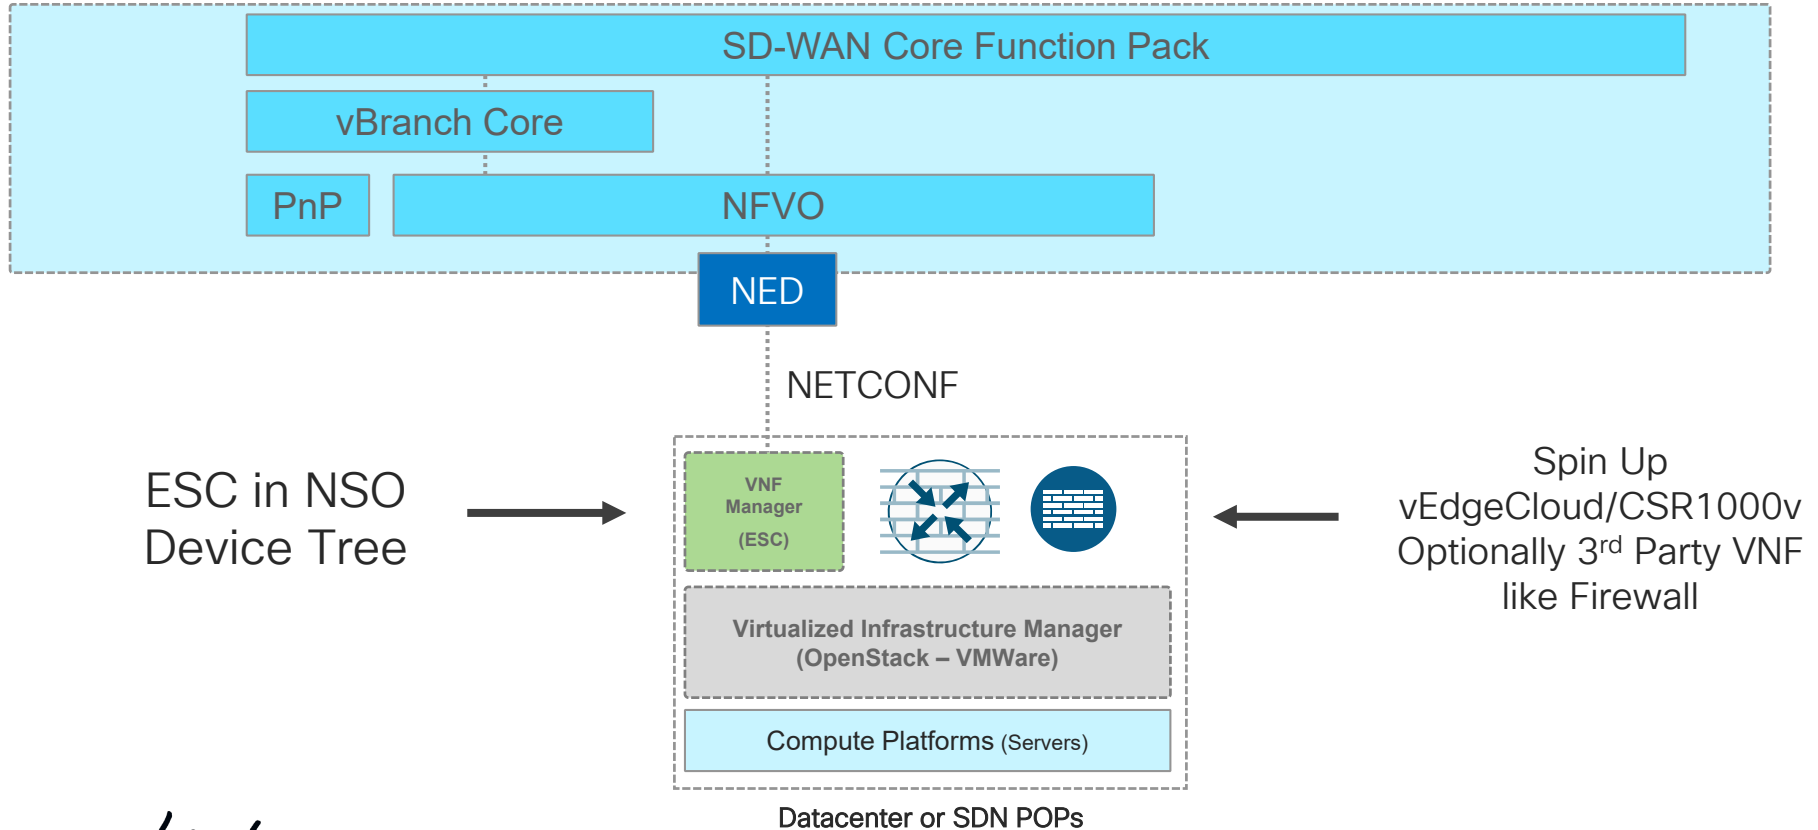 SD-WAN Core Function Pack
vBranch Core
PnP
NFVO
NED
NETCONF
ESC in NSO
Device Tree
VNF
Manager
(ESC)
Spin Up
vEdgeCloud/CSR1000v
Optionally 3rd Party VNF
like Firewall
Virtualized Infrastructure Manager
(OpenStack – VMWare)
Compute Platforms (Servers)
Datacenter or SDN POPs